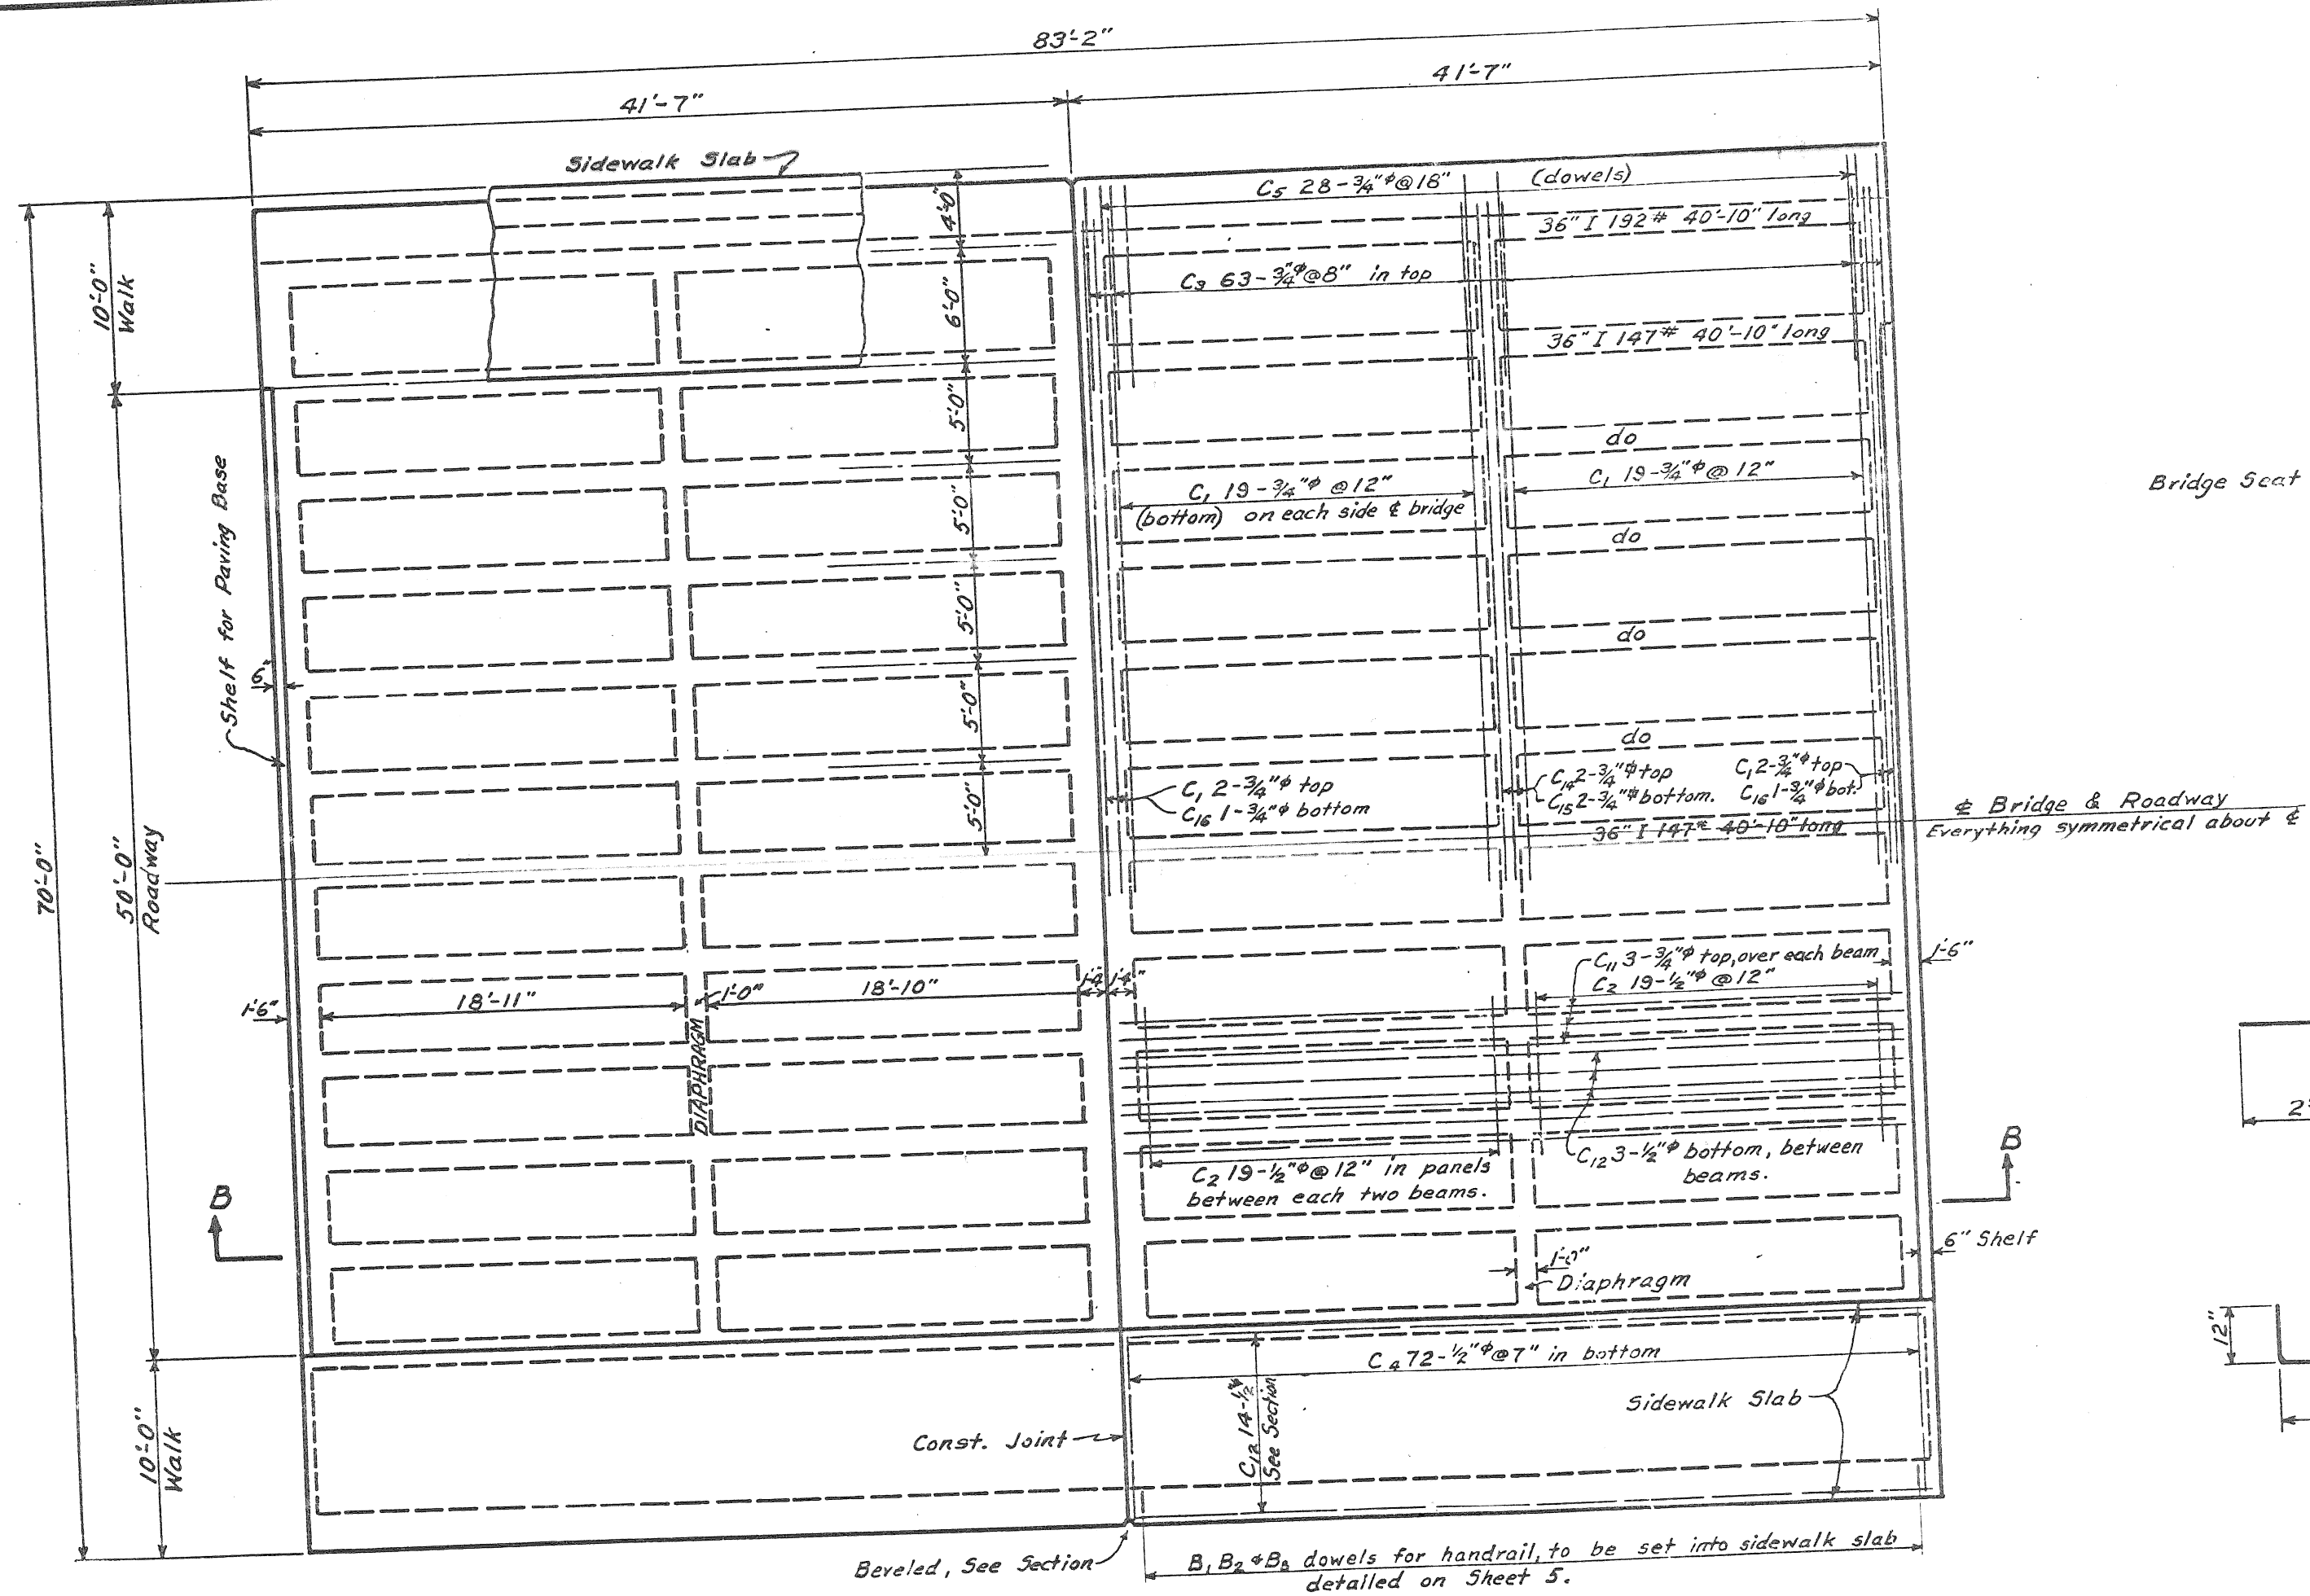 83'-2"
41'-7"
41'-7"
Sidewalk Slab
C5 28-3/4"ϕ@18" (dowels)
36" I 192# 40'-10" long
4'-0"
10'-0"
Walk
C3 63-3/4"ϕ@8" in top
6'-0"
36" I 147# 40'-10" long
5'-0"
do
C1 19-3/4"ϕ @12"
(bottom) on each side ℄ bridge
C1 19-3/4"ϕ@12"
Bridge Seat
Shelf for Paving Base
5'-0"
do
5'-0"
do
6"
5'-0"
do
C1 2-3/4"ϕ top
C16 1-3/4"ϕ bottom
C14 2-3/4"ϕ top
C15 2-3/4"ϕ bottom.
C1 2-3/4"ϕ top
C16 1-3/4"ϕ bot.
5'-0"
℄ Bridge & Roadway
Everything symmetrical about ℄
36" I 147# 40'-10" long
70'-0"
50'-0"
Roadway
C11 3-3/4"ϕ top, over each beam
C2 19-1/2"ϕ @12"
1'-6"
1'-6"
18'-11"
1'-0"
18'-10"
1'-4"
1'-4"
DIAPHRAGM
2'
C12 3-1/2"ϕ bottom, between
beams.
C2 19-1/2"ϕ@12" in panels
between each two beams.
B
B
6" Shelf
1'-0"
Diaphragm
12"
C4 72-1/2"ϕ@7" in bottom
C12 14-1/2"ϕ
See Section
Sidewalk Slab
10'-0"
Walk
Const. Joint
Beveled, See Section
B1 B2 & B3 dowels for handrail, to be set into sidewalk slab
detailed on Sheet 5.